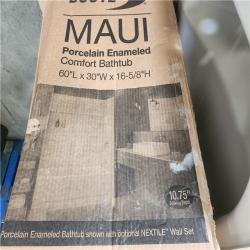 MAUI
Porcelain Enameled
Comfort Bathtub
60"L x 30"W x 16-5/8"H
10.75"
Porcelain Enameled Bathtub shown with optional NEXTILE™ Wall Set